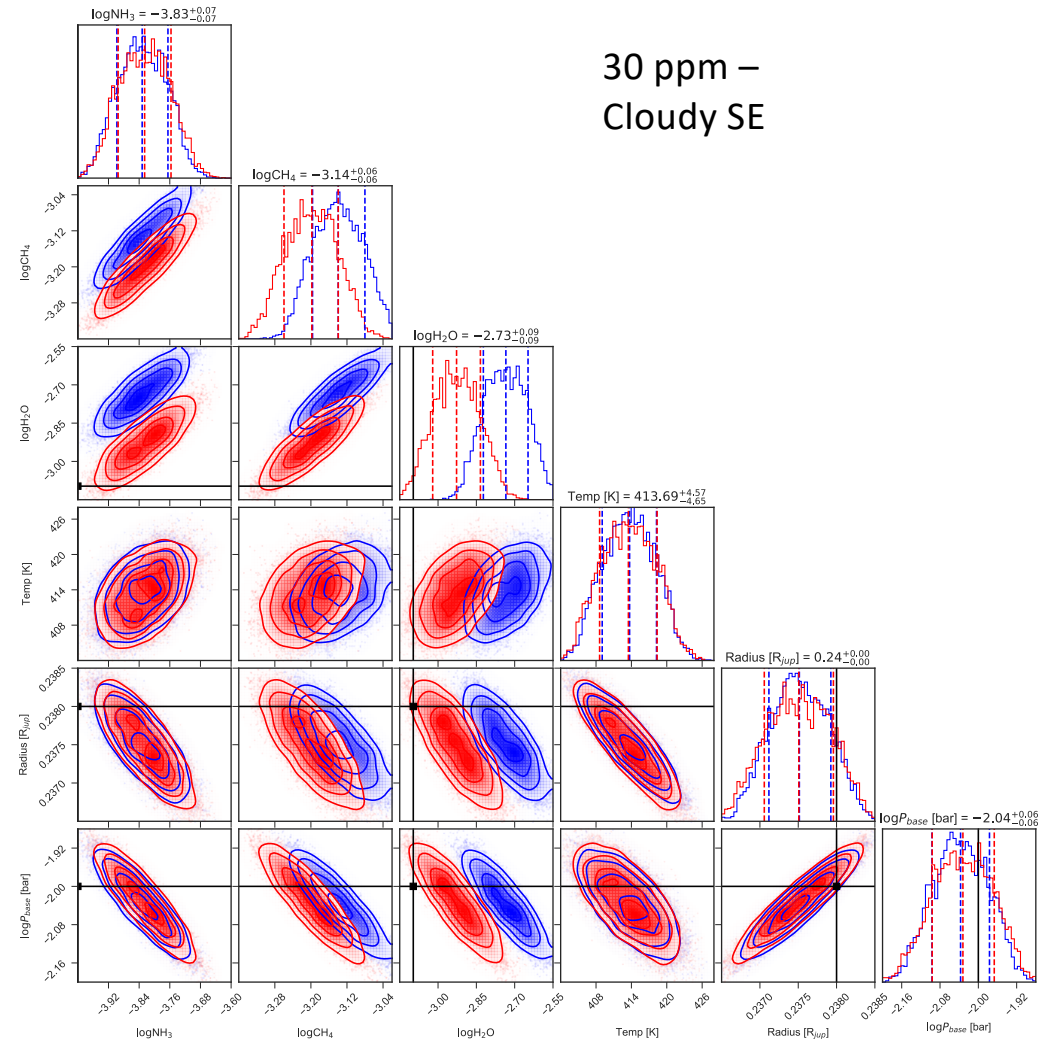 logNH₃ = −3.83+0.07−0.07
30 ppm –
Cloudy SE
logCH₄ = −3.14+0.06−0.06
−3.04
−3.12
−3.20
−3.28
logCH₄
logH₂O = −2.73+0.09−0.09
−2.55
−2.70
−2.85
−3.00
logH₂O
Temp [K] = 413.69+4.57−4.65
426
420
414
408
Temp [K]
Radius [Rjup] = 0.24+0.00−0.00
0.2385
0.2380
0.2375
0.2370
Radius [Rjup]
logPbase [bar] = −2.04+0.06−0.06
−1.92
−2.00
−2.08
−2.16
logPbase [bar]
−3.92 −3.84 −3.76 −3.68 −3.60 −3.28 −3.20 −3.12 −3.04 −3.00 −2.85 −2.70 −2.55 408 414 420 426 0.2370 0.2375 0.2380 0.2385 −2.16 −2.08 −2.00 −1.92
logNH₃ logCH₄ logH₂O Temp [K] Radius [Rjup] logPbase [bar]